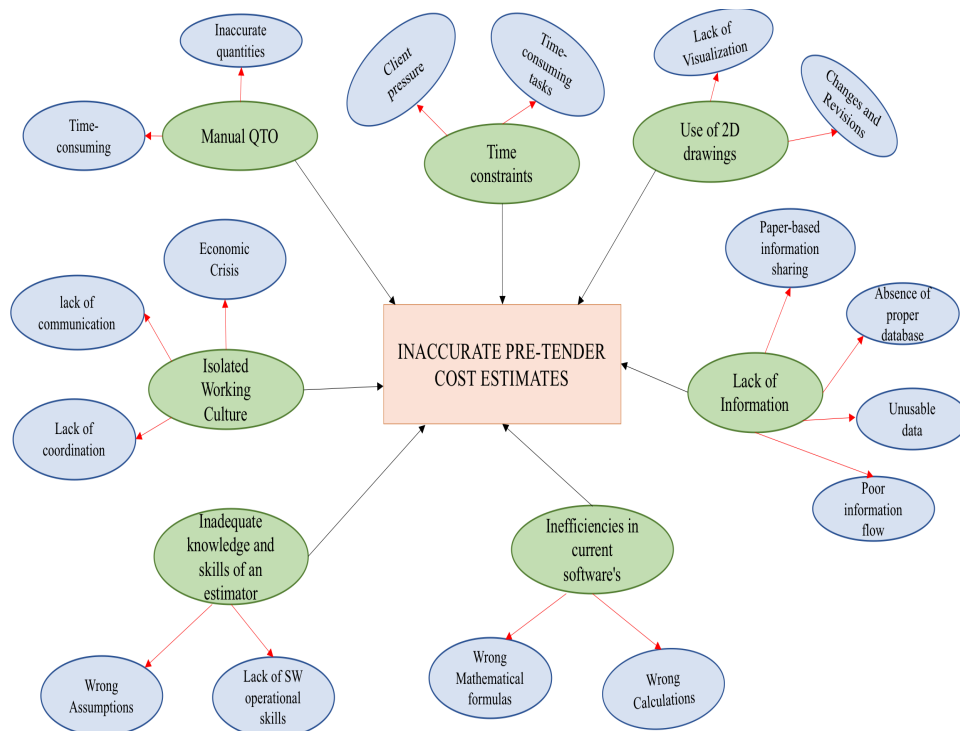 Inaccurate
quantities
Time-
consuming
Manual QTO
Client
pressure
Time-
consuming
tasks
Time
constraints
Lack of
Visualization
Changes and
Revisions
Use of 2D
drawings
Economic
Crisis
lack of
communication
Isolated
Working
Culture
Lack of
coordination
INACCURATE PRE-TENDER
COST ESTIMATES
Paper-based
information
sharing
Absence of
proper
database
Lack of
Information
Unusable
data
Poor
information
flow
Inadequate
knowledge and
skills of an
estimator
Wrong
Assumptions
Lack of SW
operational
skills
Inefficiencies in
current
software's
Wrong
Mathematical
formulas
Wrong
Calculations